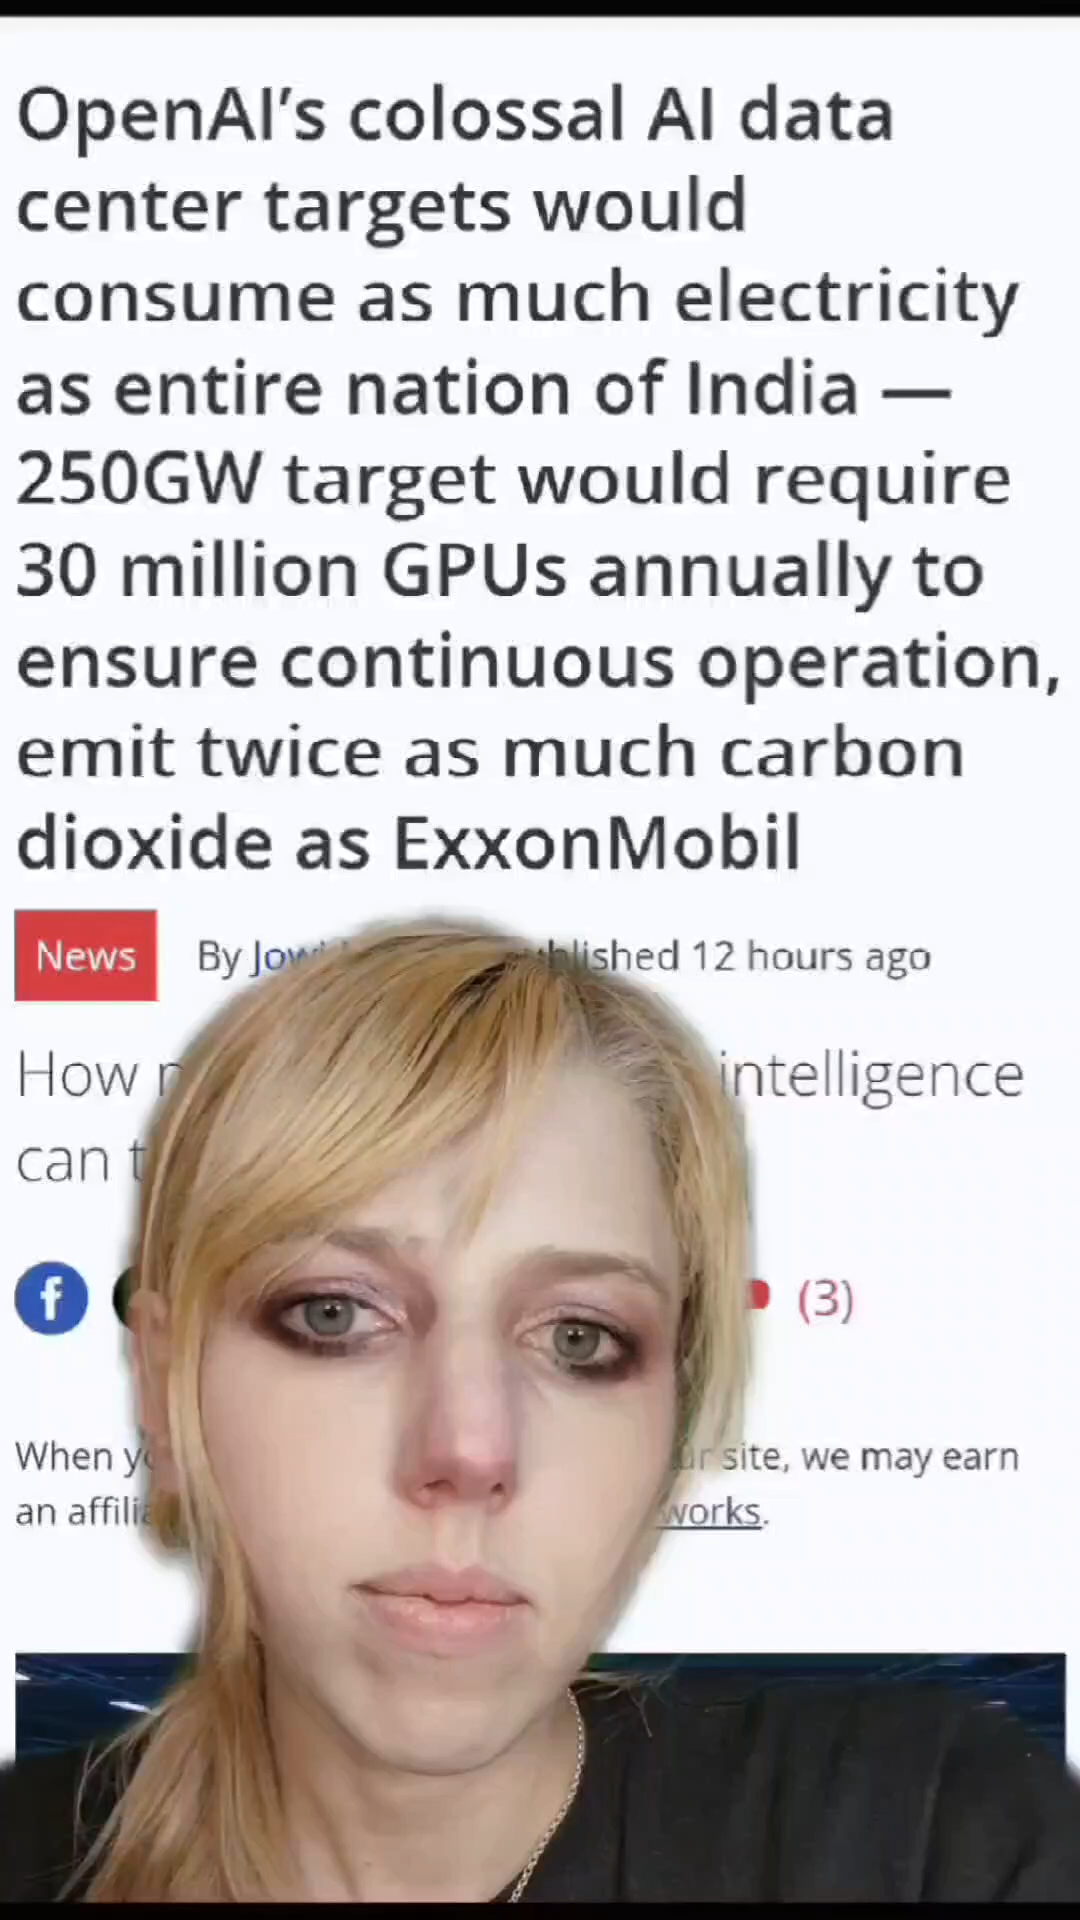 OpenAI’s colossal AI data
center targets would
consume as much electricity
as entire nation of India —
250GW target would require
30 million GPUs annually to
ensure continuous operation,
emit twice as much carbon
dioxide as ExxonMobil
News By published 12 hours ago
How intelligence
can
f (3)
When site, we may earn
an works.